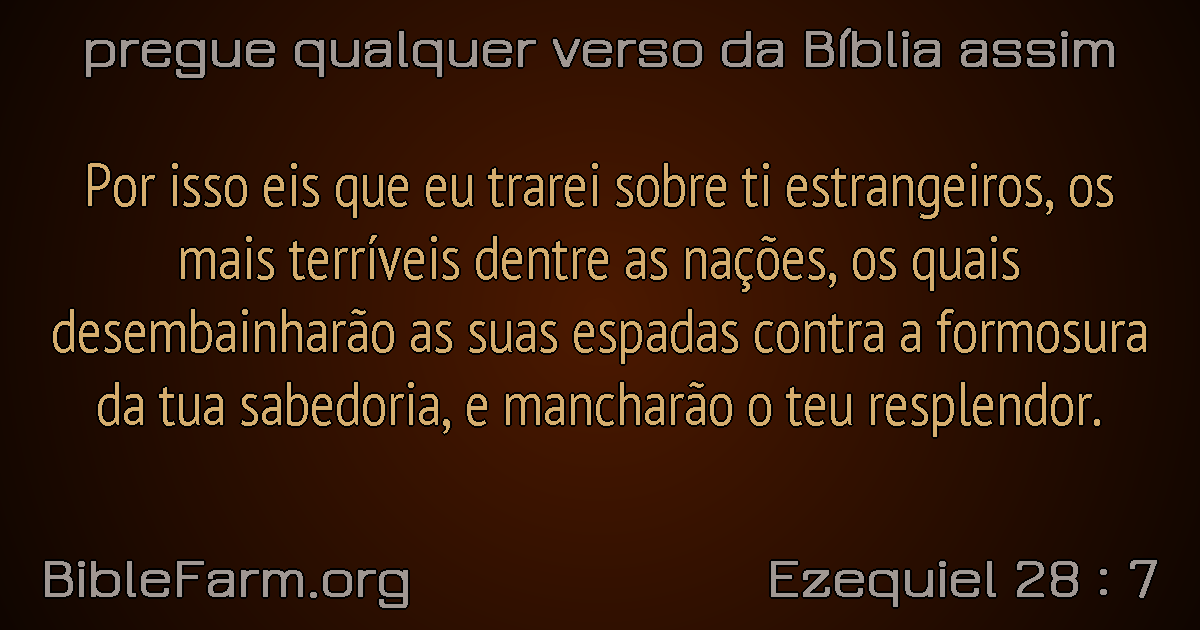 pregue qualquer verso da Bíblia assim
Por isso eis que eu trarei sobre ti estrangeiros, os
mais terríveis dentre as nações, os quais
desembainharão as suas espadas contra a formosura
da tua sabedoria, e mancharão o teu resplendor.
BibleFarm.org
Ezequiel 28 : 7